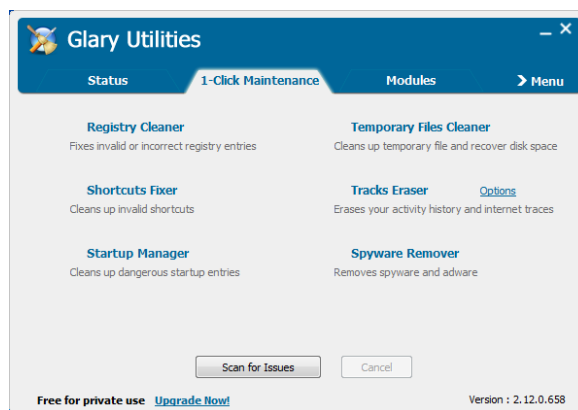 Glary Utilities
Status
1-Click Maintenance
Modules
Menu
Registry Cleaner
Fixes invalid or incorrect registry entries
Temporary Files Cleaner
Cleans up temporary file and recover disk space
Shortcuts Fixer
Cleans up invalid shortcuts
Tracks Eraser Options
Erases your activity history and internet traces
Startup Manager
Cleans up dangerous startup entries
Spyware Remover
Removes spyware and adware
Scan for Issues
Cancel
Free for private use Upgrade Now!
Version : 2.12.0.658